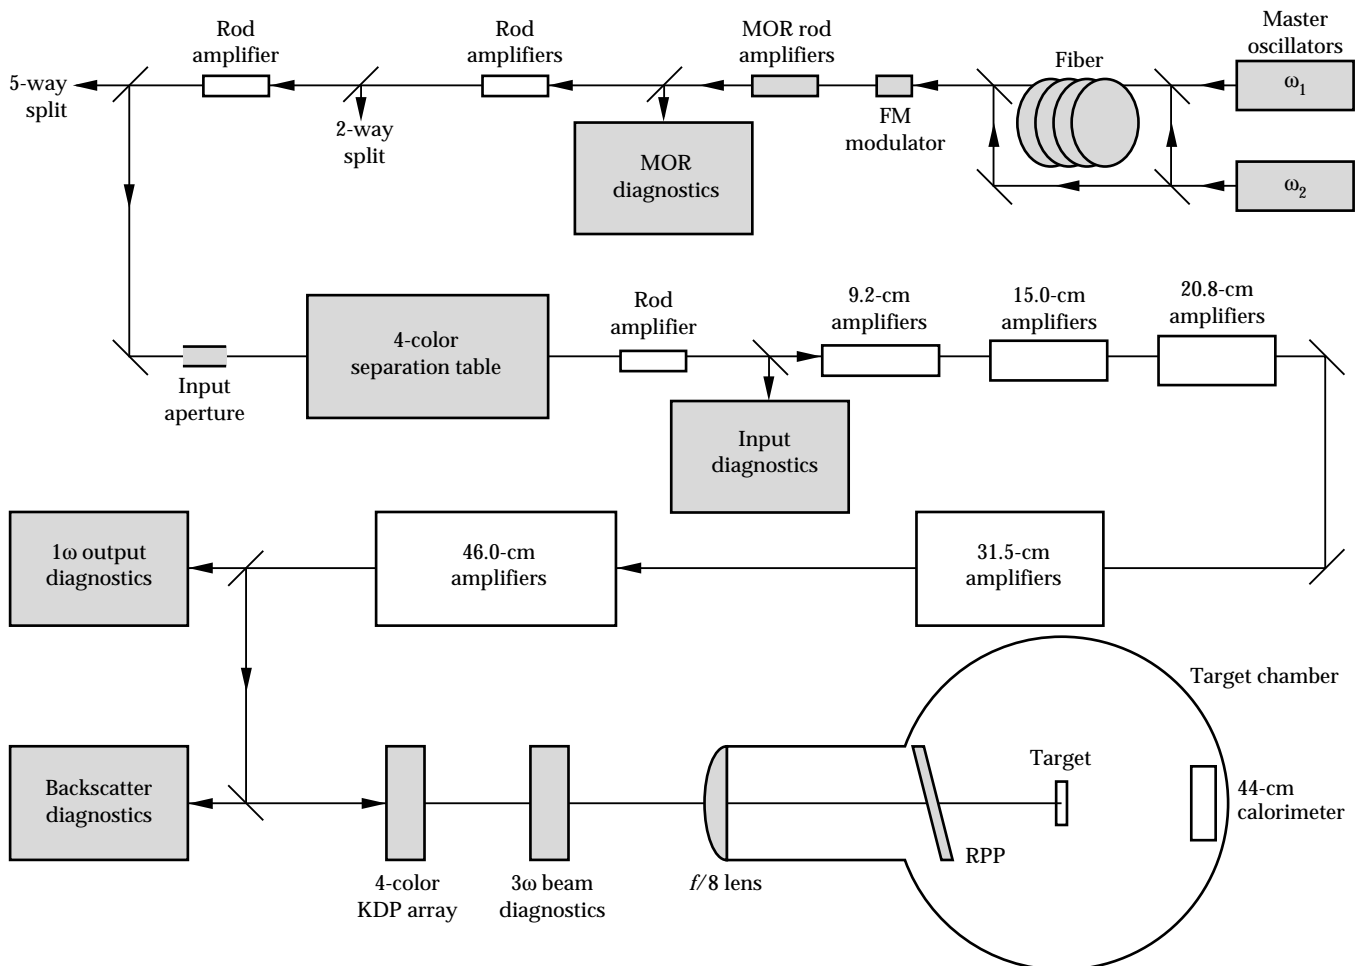 Rod
amplifier
Rod
amplifiers
MOR rod
amplifiers
Fiber
Master
oscillators
ω1
5-way
split
2-way
split
FM
modulator
MOR
diagnostics
ω2
4-color
separation table
Input
aperture
Rod
amplifier
9.2-cm
amplifiers
15.0-cm
amplifiers
20.8-cm
amplifiers
Input
diagnostics
1ω output
diagnostics
46.0-cm
amplifiers
31.5-cm
amplifiers
Target chamber
Backscatter
diagnostics
4-color
KDP array
3ω beam
diagnostics
f/8 lens
RPP
Target
44-cm
calorimeter